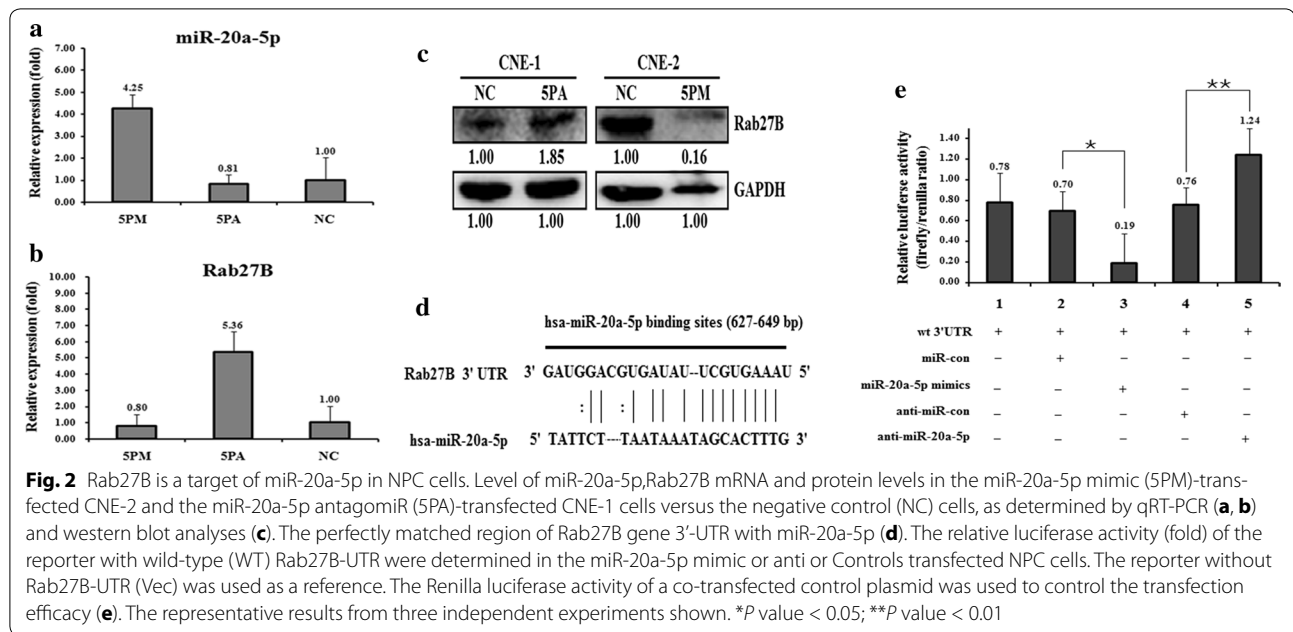 a
miR-20a-5p
Relative expression (fold)
7.00
6.00
5.00
4.00
3.00
2.00
1.00
0.00
4.25
0.81
1.00
5PM 5PA NC
b
Rab27B
Relative expression (fold)
10.00
9.00
8.00
7.00
6.00
5.00
4.00
3.00
2.00
1.00
0.00
0.80
5.36
1.00
5PM 5PA NC
c
CNE-1 CNE-2
NC 5PA NC 5PM
Rab27B
1.00 1.85 1.00 0.16
GAPDH
1.00 1.00 1.00 1.00
d
hsa-miR-20a-5p binding sites (627-649 bp)
Rab27B 3' UTR 3' GAUGGACGUGAUAU--UCGUGAAAU 5'
:|| :| || | ||||||||
hsa-miR-20a-5p 5' TATTCT---TAATAAATAGCACTTTG 3'
e
Relative luciferse activity
(firefly/renilla ratio)
1.40
1.20
1.00
0.80
0.60
0.40
0.20
0.00
0.78
0.70
0.19
0.76
1.24
*
**
1 2 3 4 5
wt 3'UTR + + + + +
miR-con – + – – –
miR-20a-5p mimics – – + – –
anti-miR-con – – – + –
anti-miR-20a-5p – – – – +
Fig. 2 Rab27B is a target of miR-20a-5p in NPC cells. Level of miR-20a-5p,Rab27B mRNA and protein levels in the miR-20a-5p mimic (5PM)-trans-
fected CNE-2 and the miR-20a-5p antagomiR (5PA)-transfected CNE-1 cells versus the negative control (NC) cells, as determined by qRT-PCR (a, b)
and western blot analyses (c). The perfectly matched region of Rab27B gene 3′-UTR with miR-20a-5p (d). The relative luciferase activity (fold) of the
reporter with wild-type (WT) Rab27B-UTR were determined in the miR-20a-5p mimic or anti or Controls transfected NPC cells. The reporter without
Rab27B-UTR (Vec) was used as a reference. The Renilla luciferase activity of a co-transfected control plasmid was used to control the transfection
efficacy (e). The representative results from three independent experiments shown. *P value < 0.05; **P value < 0.01